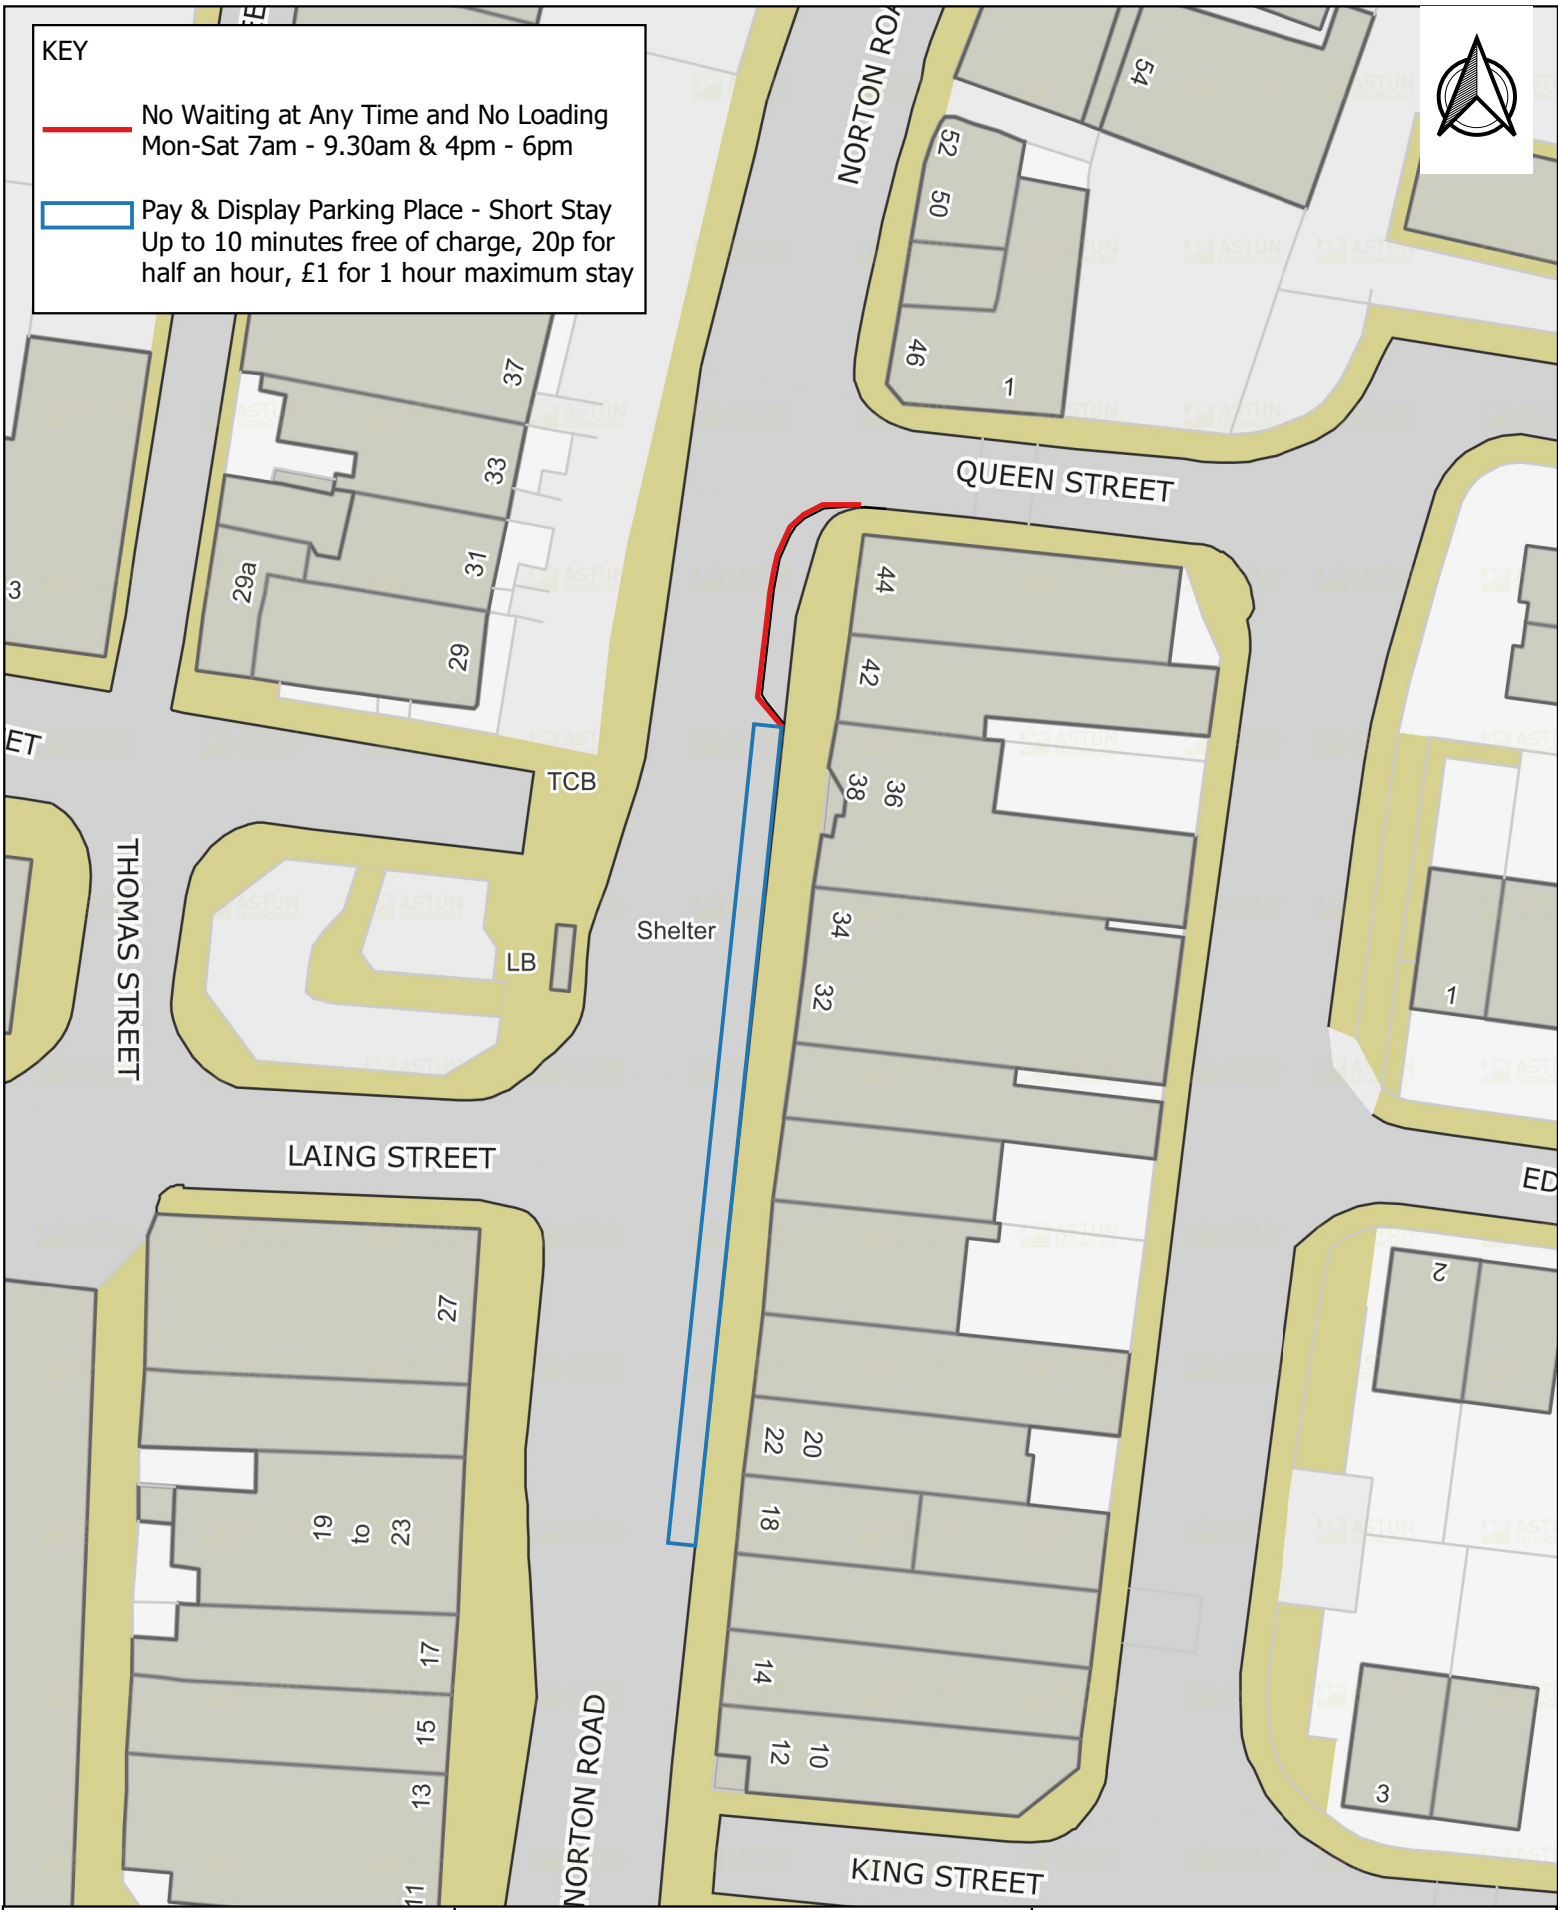 KEY
No Waiting at Any Time and No Loading
Mon-Sat 7am - 9.30am & 4pm - 6pm
Pay & Display Parking Place - Short Stay
Up to 10 minutes free of charge, 20p for
half an hour, £1 for 1 hour maximum stay
NORTON ROA
54
52
50
46
1
37
33
31
29a
29
3
QUEEN STREET
44
42
38
36
34
32
ET
TCB
THOMAS STREET
Shelter
LB
LAING STREET
1
ED
2
27
22
20
18
19
to
23
17
15
13
11
14
12
10
3
NORTON ROAD
KING STREET
ASTUN
TECHNOLOGY